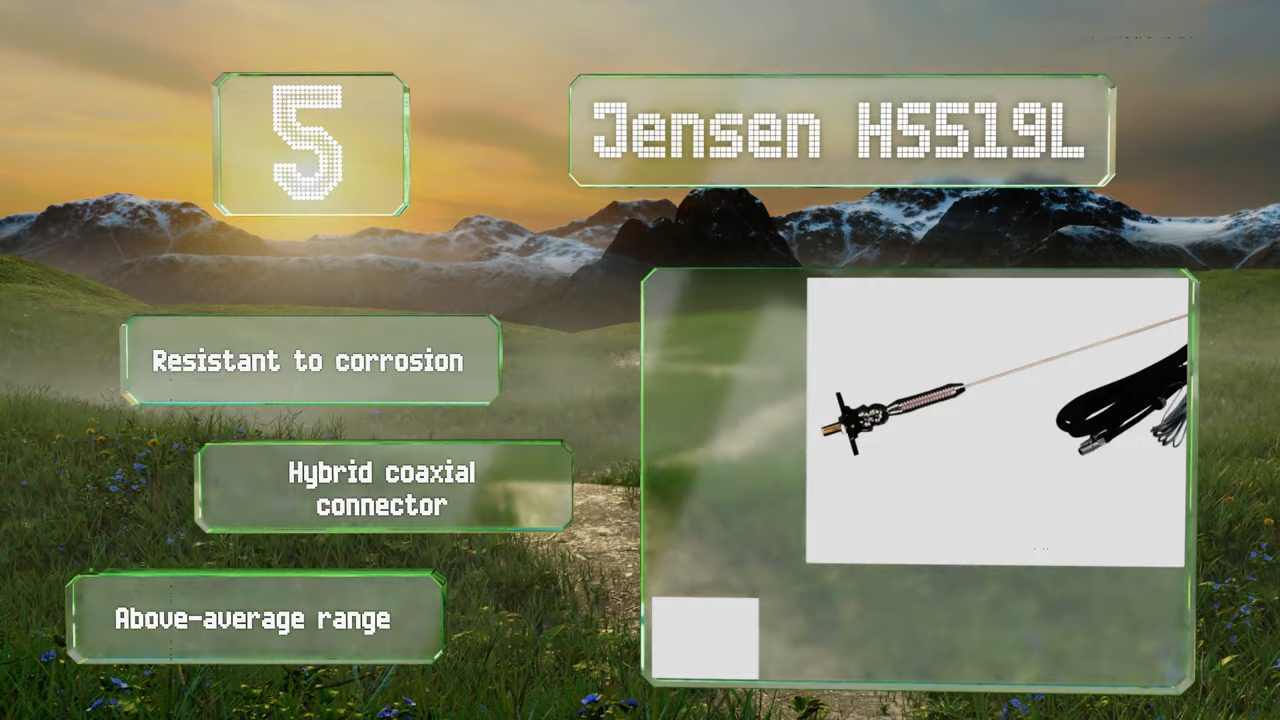 5
Jensen HS519L
Resistant to corrosion
Hybrid coaxial
connector
Above-average range